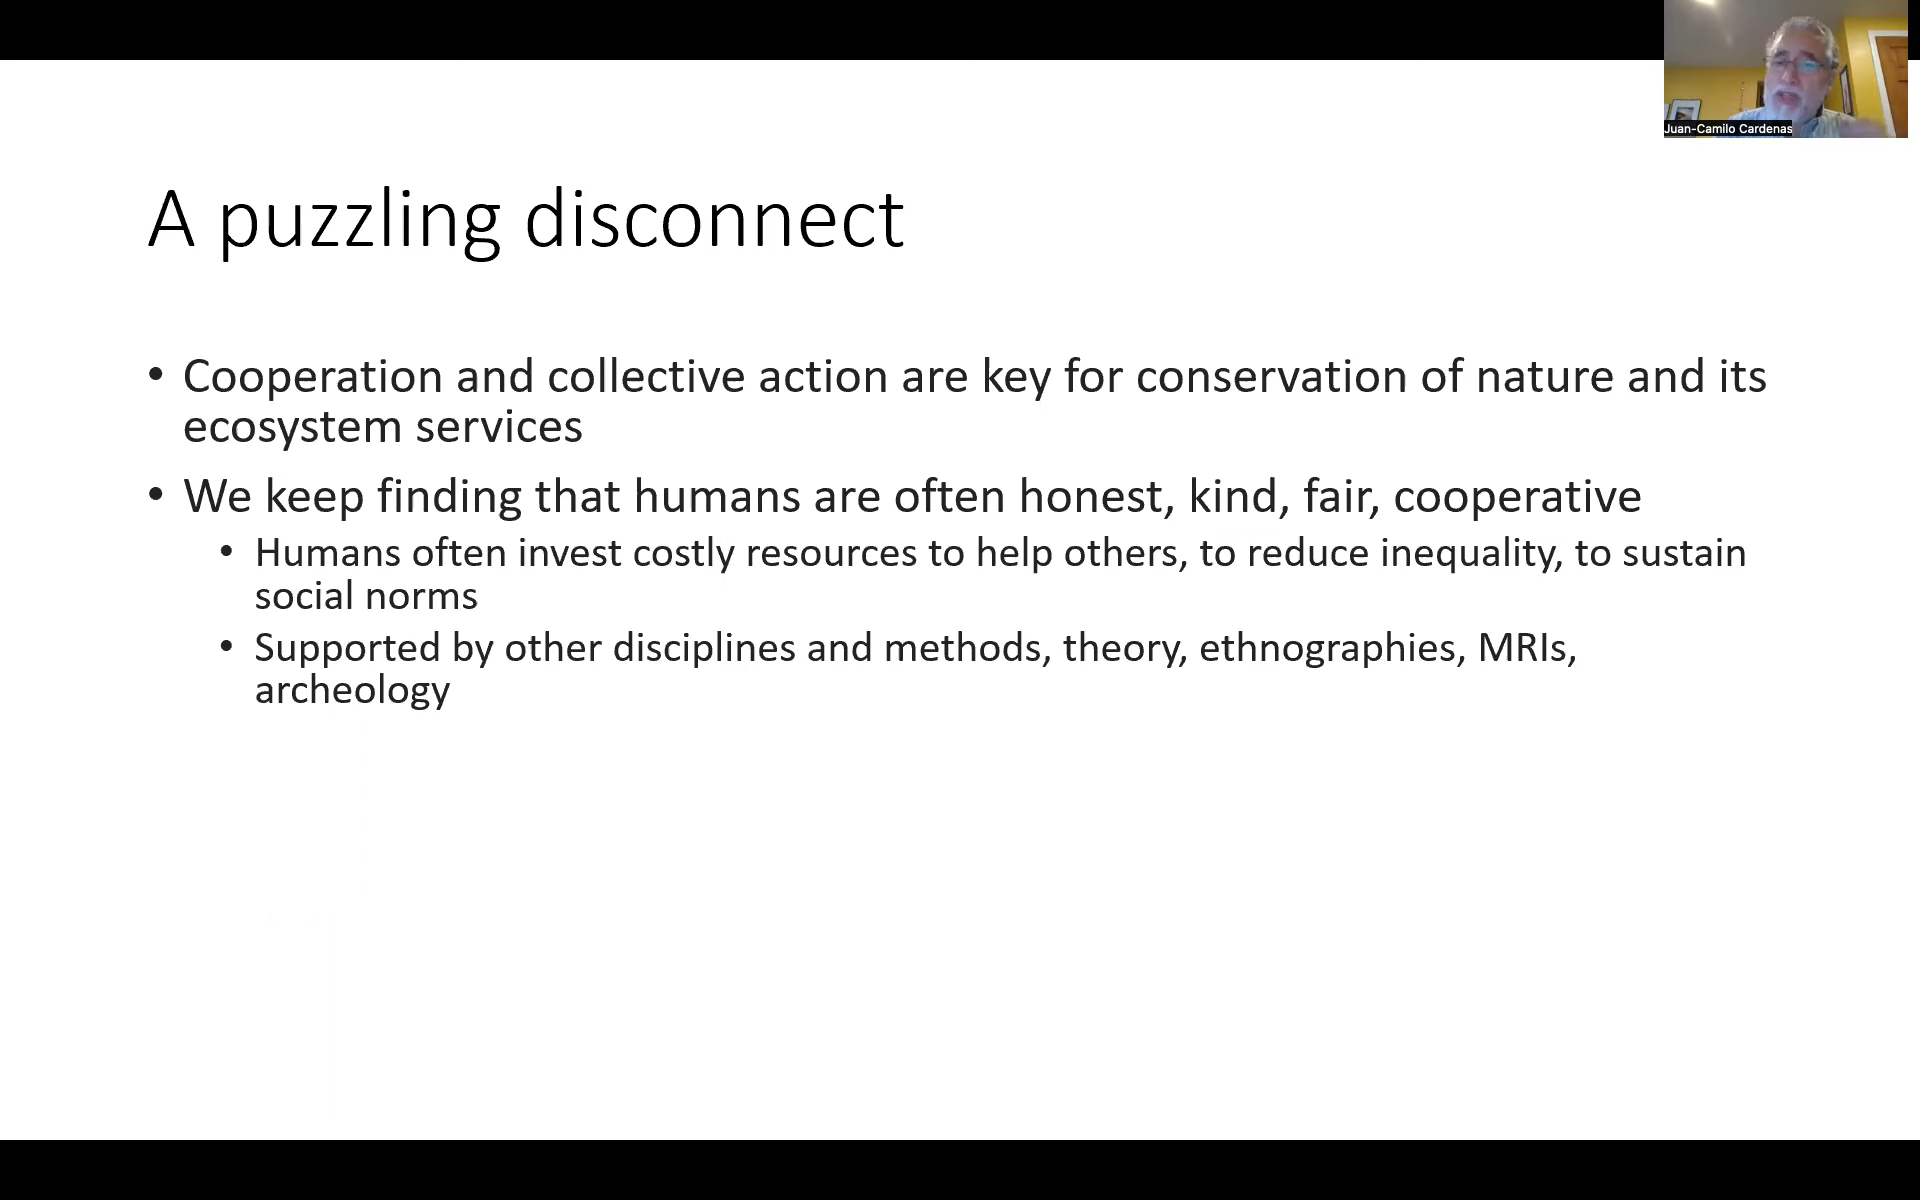 Juan-Camilo Cardenas
A puzzling disconnect
• Cooperation and collective action are key for conservation of nature and its
ecosystem services
• We keep finding that humans are often honest, kind, fair, cooperative
• Humans often invest costly resources to help others, to reduce inequality, to sustain
social norms
• Supported by other disciplines and methods, theory, ethnographies, MRIs,
archeology